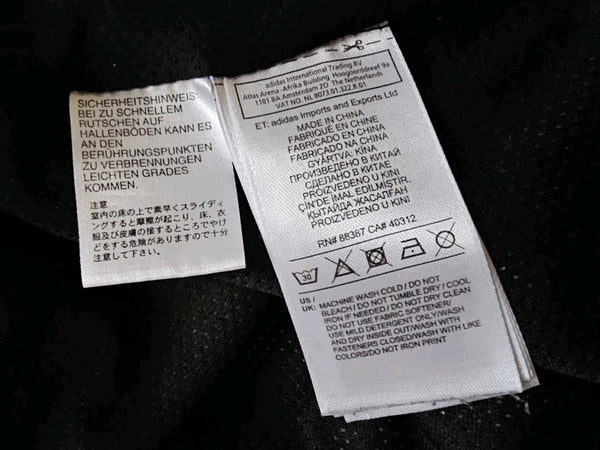 SICHERHEITSHINWEIS:
BEI ZU SCHNELLEM
RUTSCHEN AUF
HALLENBÖDEN KANN ES
AN DEN
BERÜHRUNGSPUNKTEN
ZU VERBRENNUNGEN
LEICHTEN GRADES
KOMMEN.
注意
室内の床の上で素早くスライディ
ングすると摩擦が起こり、床、衣
服及び皮膚の接するところでやけ
どをする危険がありますので十分
注意して下さい。
adidas International Trading BV
Atlas Arena -Afrika Building Hoogoorddreef 9a
1101 BA Amsterdam ZO The Netherlands
VAT NO NL 8073.01.322.B.01
ET: adidas Imports and Exports Ltd
MADE IN CHINA
FABRIQUÉ EN CHINE
FABRICADO EN CHINA
FABRICADO NA CHINA
GYÁRTVA: KÍNA
ПРОИЗВЕДЕНО В КИТАЙ
СДЕЛАНО В КИТАЕ
PROIZVEDENO U KINI
ÇİN'DE İMAL EDİLMİŞTİR.
ҚЫТАЙДА ЖАСАЛҒАН
PROIZVEDENO U KINI
RN# 88387 CA# 40312
30
US /
UK: MACHINE WASH COLD / DO NOT
BLEACH / DO NOT TUMBLE DRY / COOL
IRON IF NEEDED / DO NOT DRY CLEAN
DO NOT USE FABRIC SOFTENER/
USE MILD DETERGENT ONLY/WASH
AND DRY INSIDE OUT/WASH WITH
FASTENERS CLOSED/WASH WITH LIKE
COLORS/DO NOT IRON PRINT